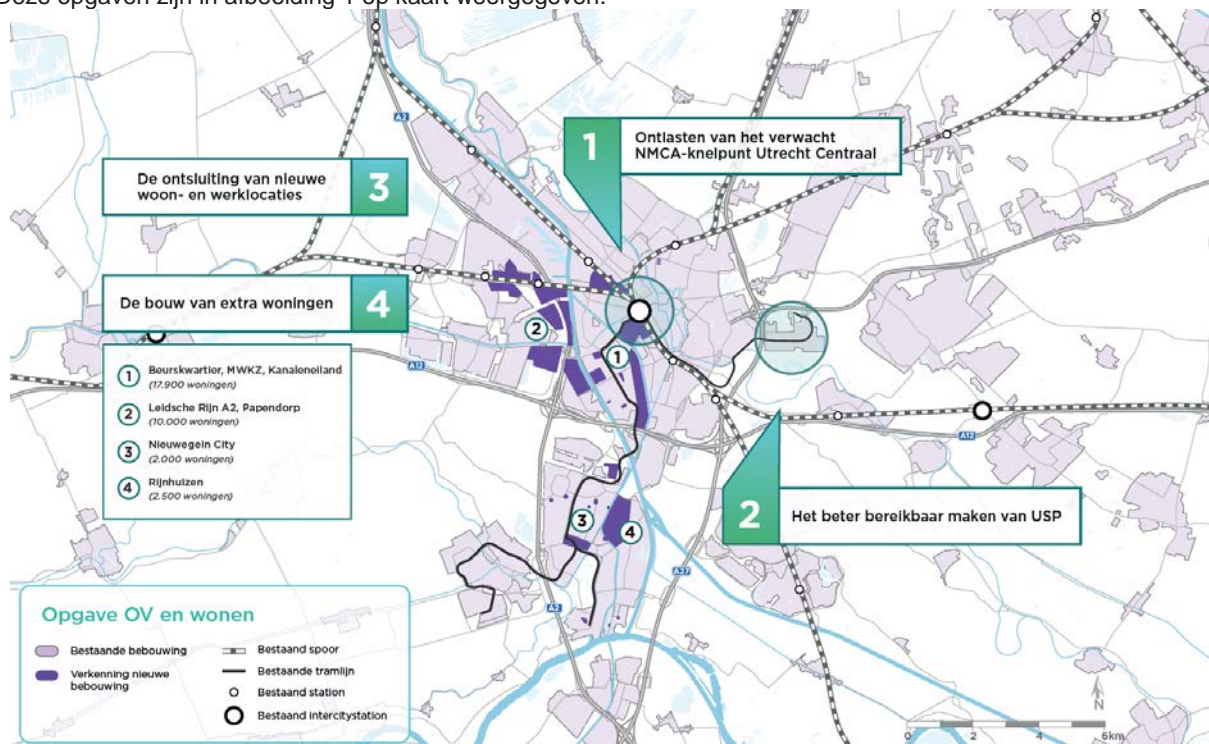 Deze opgaven zijn in afbeelding 1 op kaart weergegeven.
1
Ontlasten van het verwacht
NMCA-knelpunt Utrecht Centraal
De ontsluiting van nieuwe
woon- en werklocaties
3
De bouw van extra woningen
4
1 Beurskwartier, MWKZ, Kanaleneiland
(17.900 woningen)
2 Leidsche Rijn A2, Papendorp
(10.000 woningen)
3 Nieuwegein City
(2.000 woningen)
4 Rijnhuizen
(2.500 woningen)
2
Het beter bereikbaar maken van USP
A2
A12
A12
A2
A27
1
2
3
4
Opgave OV en wonen
Bestaande bebouwing
Verkenning nieuwe
bebouwing
Bestaand spoor
Bestaande tramlijn
Bestaand station
Bestaand intercitystation
N
0 2 4 6km